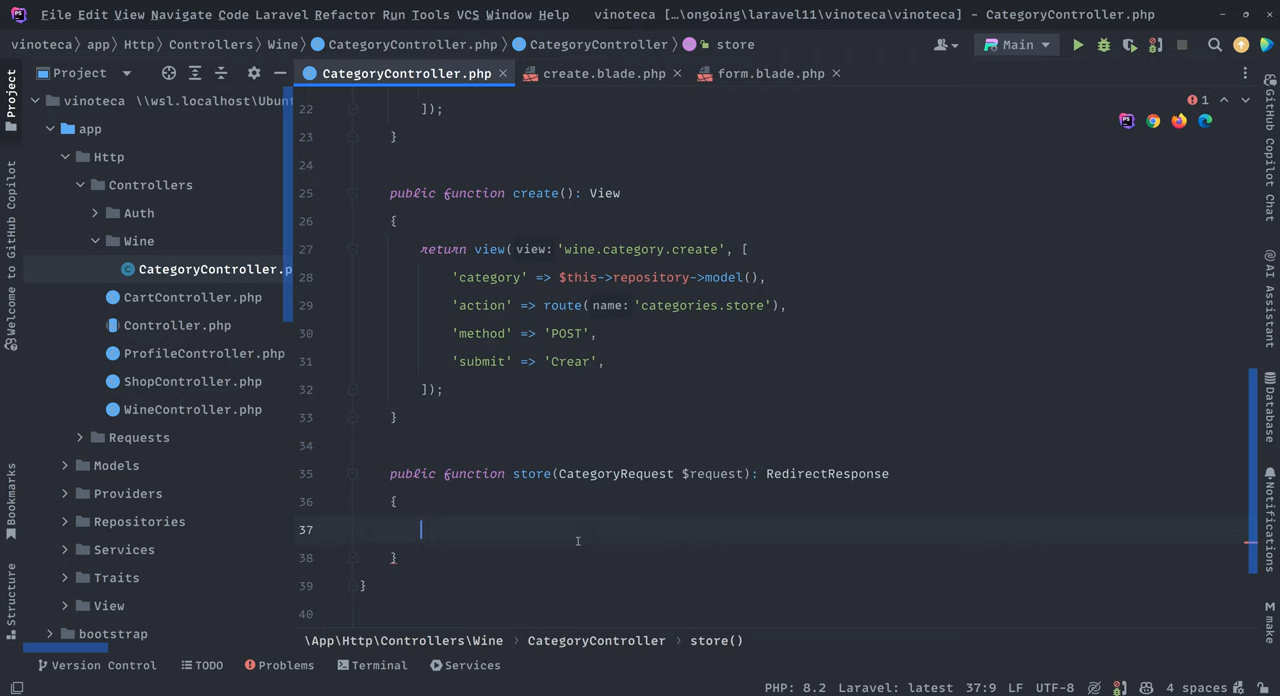 File Edit View Navigate Code Laravel Refactor Run Tools VCS Window Help vinoteca […\ongoing\laravel11\vinoteca\vinoteca] - CategoryController.php
vinoteca app Http Controllers Wine CategoryController.php CategoryController store Main
Project CategoryController.php create.blade.php form.blade.php
vinoteca \\wsl.localhost\Ubunt
app
Http
Controllers
Auth
Wine
CategoryController.p
CartController.php
Controller.php
ProfileController.php
ShopController.php
WineController.php
Requests
Models
Providers
Repositories
Services
Traits
View
bootstrap
Project
Welcome to GitHub Copilot
Bookmarks
Structure
1
22 ]);
23 }
24
25 public function create(): View
26 {
27 return view( view: 'wine.category.create', [
28 'category' => $this->repository->model(),
29 'action' => route( name: 'categories.store'),
30 'method' => 'POST',
31 'submit' => 'Crear',
32 ]);
33 }
34
35 public function store(CategoryRequest $request): RedirectResponse
36 {
37
38 }
39 }
40
GitHub Copilot Chat
AI Assistant
Database
Notifications
M make
\App\Http\Controllers\Wine › CategoryController › store()
Version Control TODO Problems Terminal Services
PHP: 8.2 Laravel: latest 37:9 LF UTF-8 4 spaces